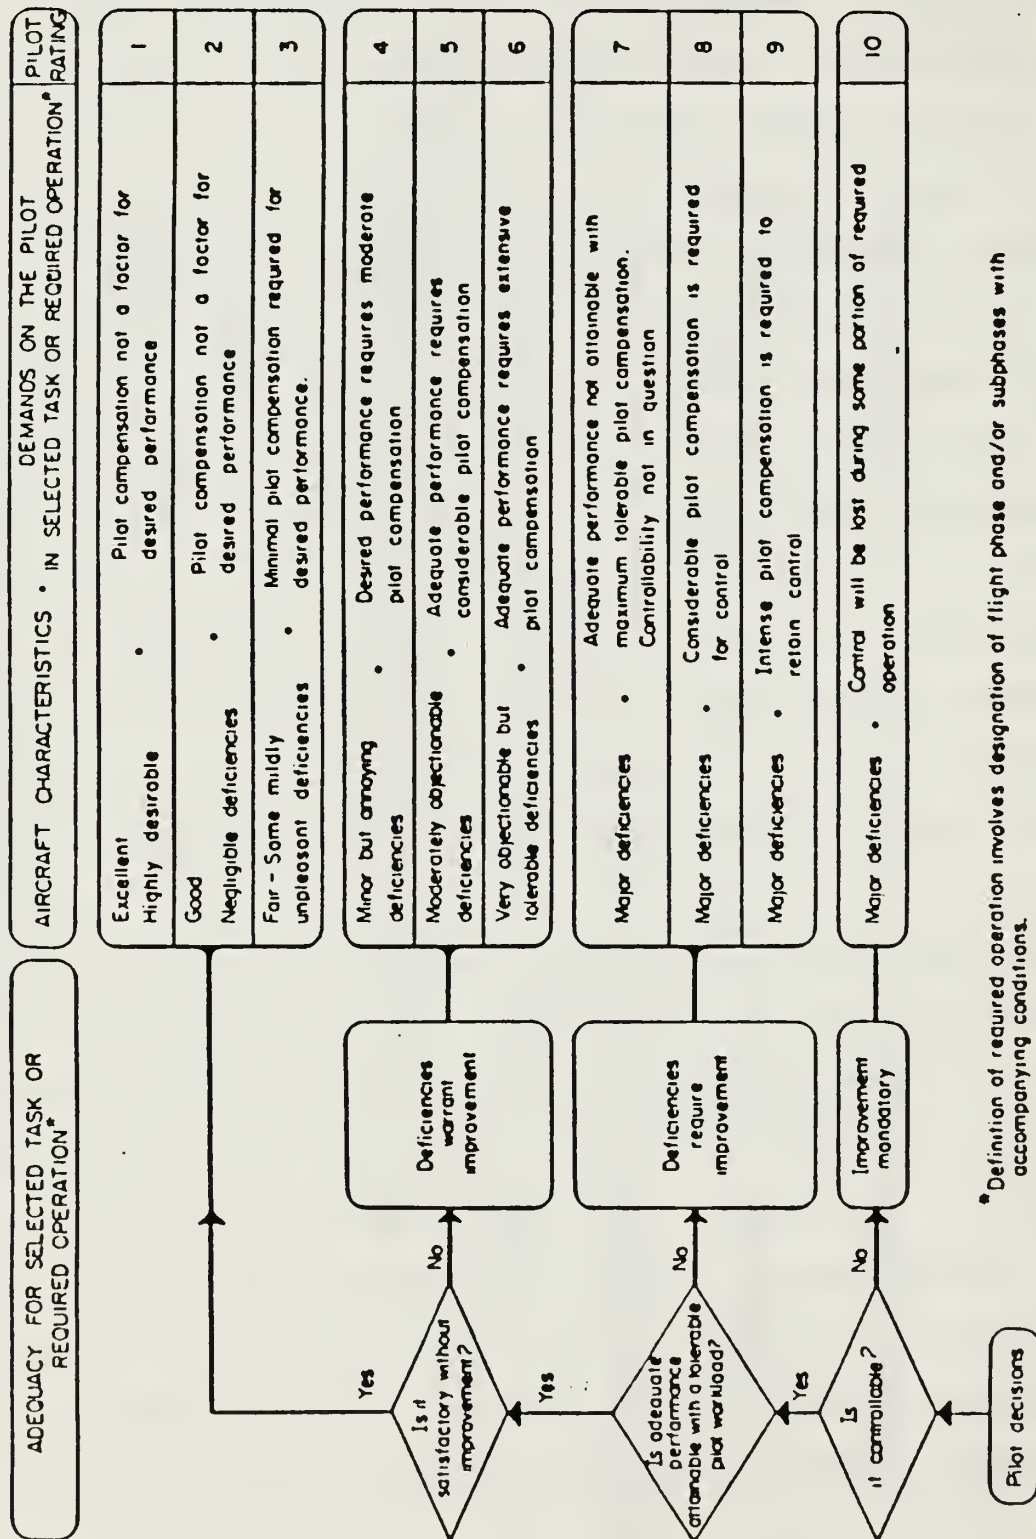 ADEQUACY FOR SELECTED TASK OR
REQUIRED OPERATION*
AIRCRAFT CHARACTERISTICS •
DEMANDS ON THE PILOT
IN SELECTED TASK OR REQUIRED OPERATION*
PILOT
RATING
Excellent
Highly desirable
•
Pilot compensation not a factor for
desired performance
1
Good
Negligible deficiencies
•
Pilot compensation not a factor for
desired performance
2
Fair - Some mildly
unpleasant deficiencies
•
Minimal pilot compensation required for
desired performance.
3
Yes
Is it
satisfactory without
improvement?
No
Deficiencies
warrant
improvement
Minor but annoying
deficiencies
•
Desired performance requires moderate
pilot compensation
4
Moderately objectionable
deficiencies
•
Adequate performance requires
considerable pilot compensation
5
Very objectionable but
tolerable deficiencies
•
Adequate performance requires extensive
pilot compensation
6
Yes
Is adequate
performance
attainable with a tolerable
pilot workload?
No
Deficiencies
require
improvement
Major deficiencies
•
Adequate performance not attainable with
maximum tolerable pilot compensation.
Controllability not in question
7
Major deficiencies
•
Considerable pilot compensation is required
for control
8
Major deficiencies
•
Intense pilot compensation is required to
retain control
9
Yes
Is
it controllable?
No
Improvement
mandatory
Major deficiencies
•
Control will be lost during some portion of required
operation
10
Pilot decisions
*Definition of required operation involves designation of flight phase and/or subphases with
accompanying conditions.